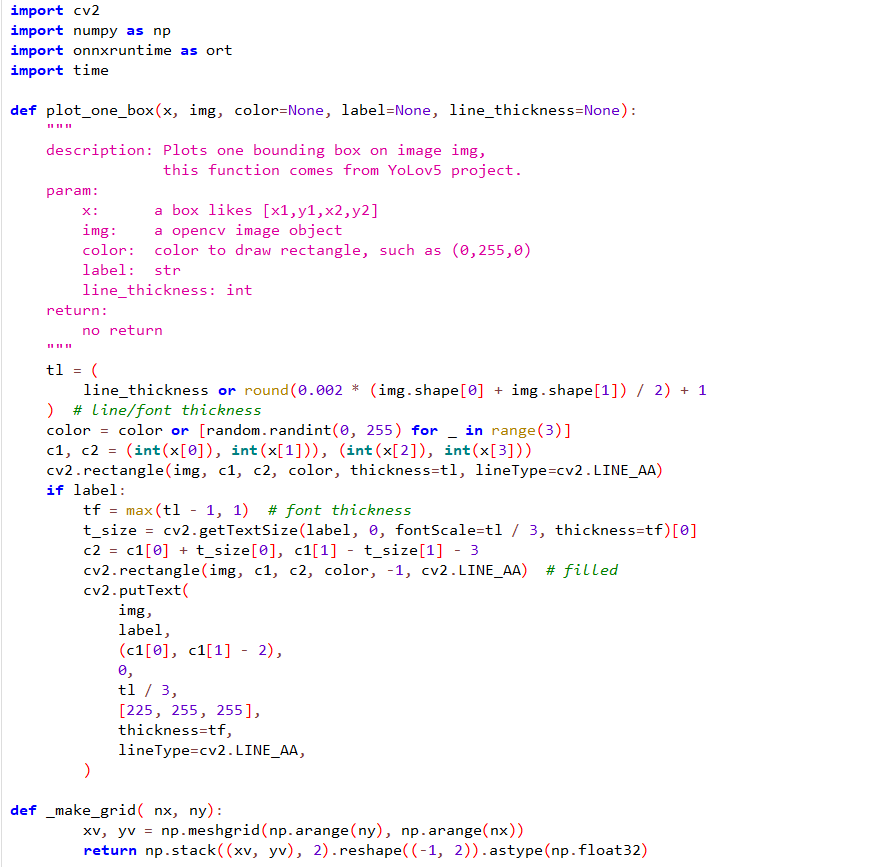 import cv2
import numpy as np
import onnxruntime as ort
import time

def plot_one_box(x, img, color=None, label=None, line_thickness=None):
    """
    description: Plots one bounding box on image img,
                 this function comes from YoLov5 project.
    param:
        x:      a box likes [x1,y1,x2,y2]
        img:    a opencv image object
        color:  color to draw rectangle, such as (0,255,0)
        label:  str
        line_thickness: int
    return:
        no return
    """
    tl = (
        line_thickness or round(0.002 * (img.shape[0] + img.shape[1]) / 2) + 1
    )  # line/font thickness
    color = color or [random.randint(0, 255) for _ in range(3)]
    c1, c2 = (int(x[0]), int(x[1])), (int(x[2]), int(x[3]))
    cv2.rectangle(img, c1, c2, color, thickness=tl, lineType=cv2.LINE_AA)
    if label:
        tf = max(tl - 1, 1)  # font thickness
        t_size = cv2.getTextSize(label, 0, fontScale=tl / 3, thickness=tf)[0]
        c2 = c1[0] + t_size[0], c1[1] - t_size[1] - 3
        cv2.rectangle(img, c1, c2, color, -1, cv2.LINE_AA)  # filled
        cv2.putText(
            img,
            label,
            (c1[0], c1[1] - 2),
            0,
            tl / 3,
            [225, 255, 255],
            thickness=tf,
            lineType=cv2.LINE_AA,
        )

def _make_grid( nx, ny):
        xv, yv = np.meshgrid(np.arange(ny), np.arange(nx))
        return np.stack((xv, yv), 2).reshape((-1, 2)).astype(np.float32)